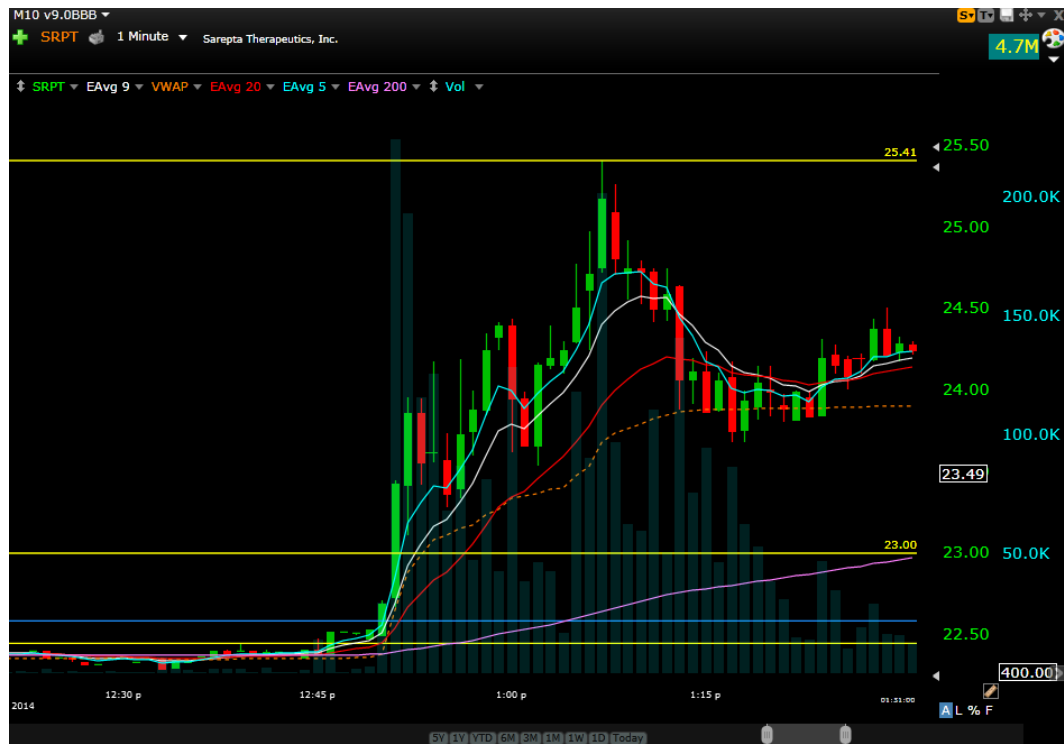 M10 v9.0BBB
S T X
SRPT 1 Minute Sarepta Therapeutics, Inc.
4.7M
SRPT EAvg 9 VWAP EAvg 20 EAvg 5 EAvg 200 Vol
25.41
25.50
200.0K
25.00
24.50
150.0K
24.00
100.0K
23.49
23.00
23.00 50.0K
22.50
400.00
12:30 p 12:45 p 1:00 p 1:15 p 01:31:00
2014
A L % F
5Y 1Y YTD 6M 3M 1M 1W 1D Today